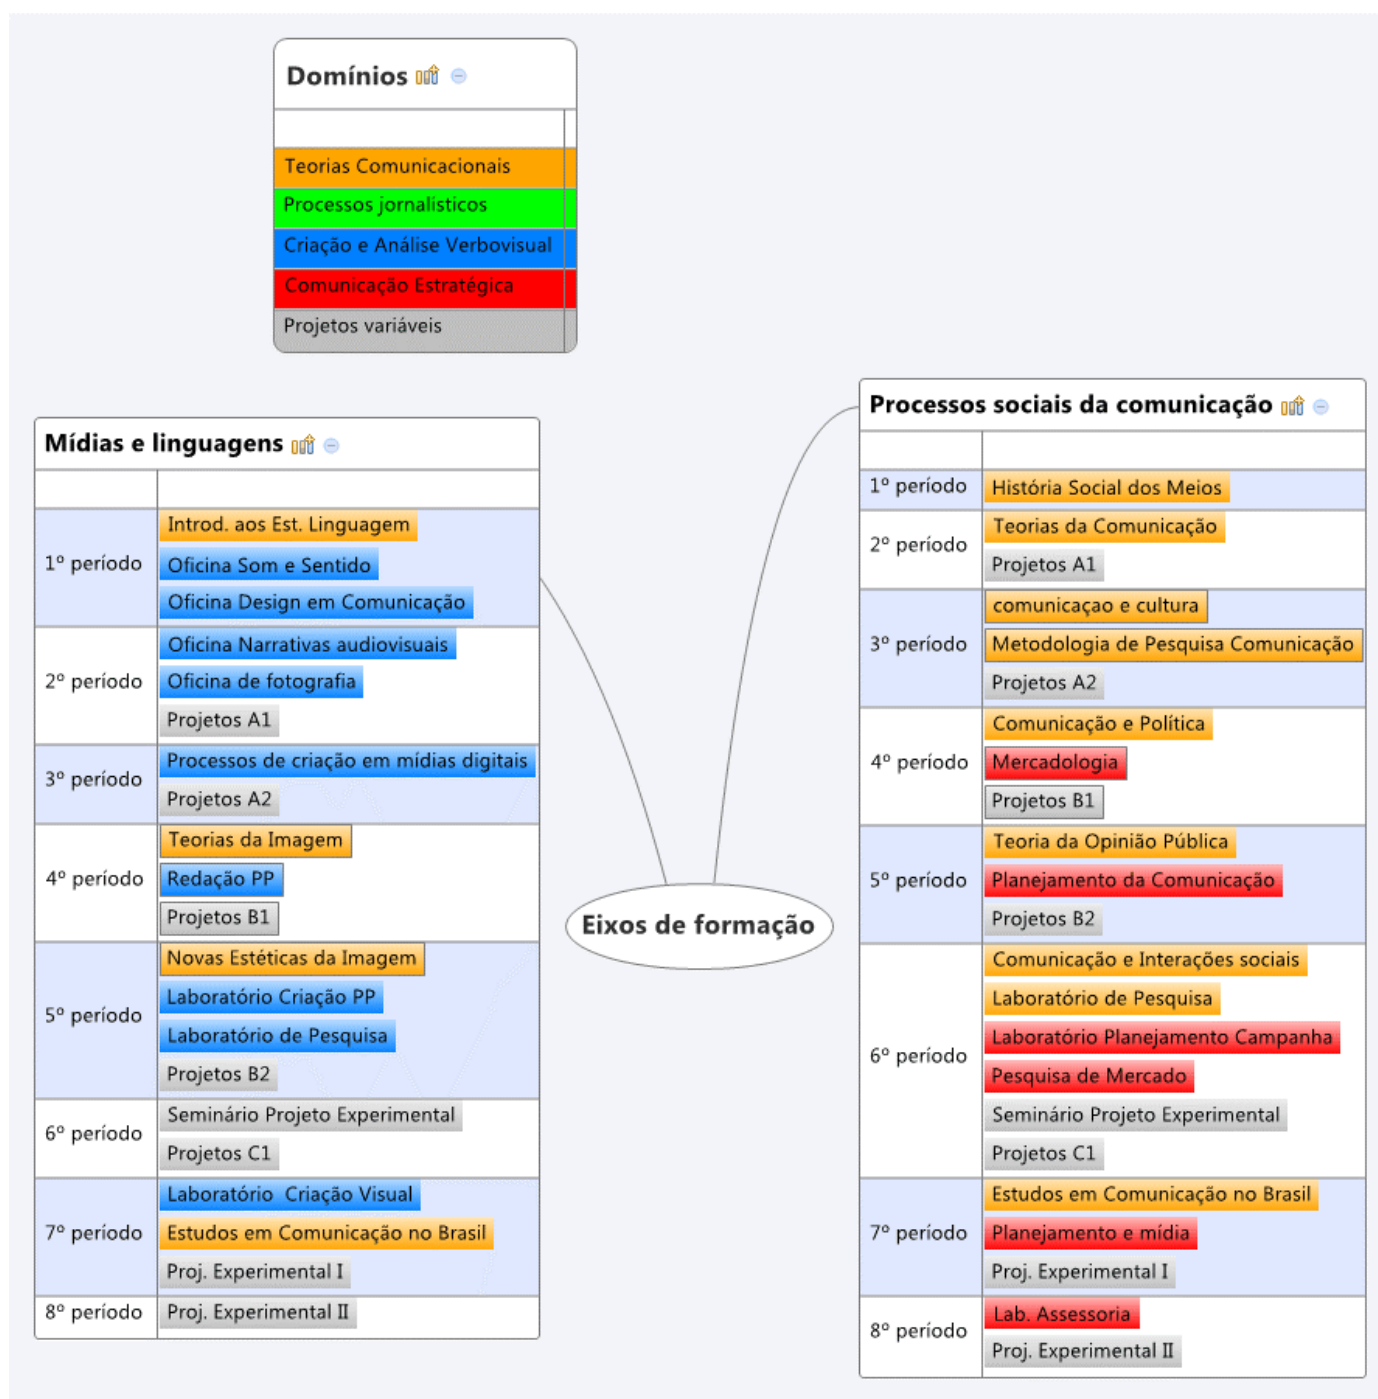 Domínios
Teorias Comunicacionais
Processos jornalísticos
Criação e Análise Verbovisual
Comunicação Estratégica
Projetos variáveis
Mídias e linguagens
1º período
Introd. aos Est. Linguagem
Oficina Som e Sentido
Oficina Design em Comunicação
2º período
Oficina Narrativas audiovisuais
Oficina de fotografia
Projetos A1
3º período
Processos de criação em mídias digitais
Projetos A2
4º período
Teorias da Imagem
Redação PP
Projetos B1
5º período
Novas Estéticas da Imagem
Laboratório Criação PP
Laboratório de Pesquisa
Projetos B2
6º período
Seminário Projeto Experimental
Projetos C1
7º período
Laboratório  Criação Visual
Estudos em Comunicação no Brasil
Proj. Experimental I
8º período
Proj. Experimental II
Eixos de formação
Processos sociais da comunicação
1º período
História Social dos Meios
2º período
Teorias da Comunicação
Projetos A1
3º período
comunicaçao e cultura
Metodologia de Pesquisa Comunicação
Projetos A2
4º período
Comunicação e Política
Mercadologia
Projetos B1
5º período
Teoria da Opinião Pública
Planejamento da Comunicação
Projetos B2
6º período
Comunicação e Interações sociais
Laboratório de Pesquisa
Laboratório Planejamento Campanha
Pesquisa de Mercado
Seminário Projeto Experimental
Projetos C1
7º período
Estudos em Comunicação no Brasil
Planejamento e mídia
Proj. Experimental I
8º período
Lab. Assessoria
Proj. Experimental II